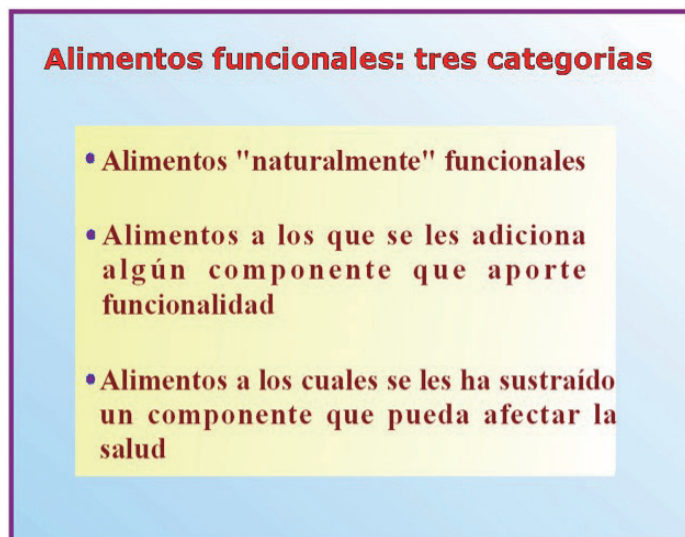 Alimentos funcionales: tres categorias
• Alimentos "naturalmente" funcionales
• Alimentos a los que se les adiciona
algún componente que aporte
funcionalidad
• Alimentos a los cuales se les ha sustraído
un componente que pueda afectar la
salud